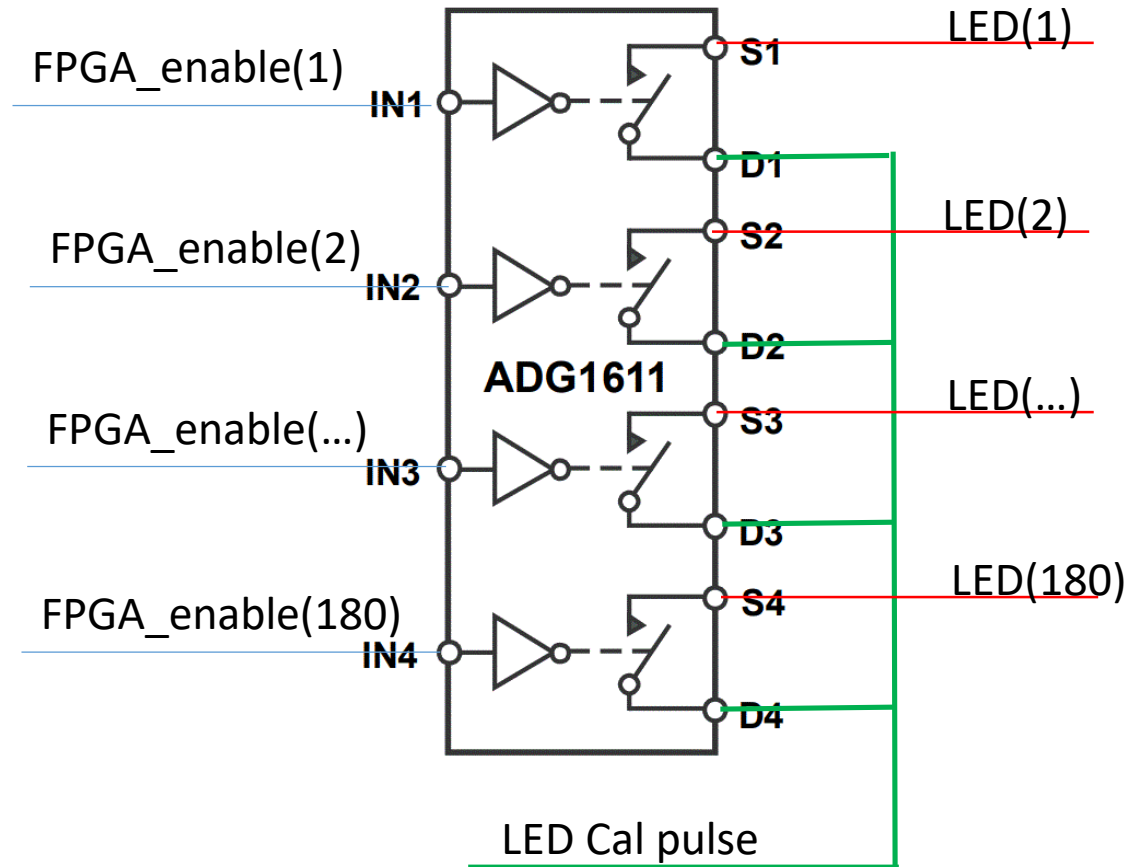 LED(1)
S1
FPGA_enable(1)
IN1
D1
LED(2)
S2
FPGA_enable(2)
IN2
D2
ADG1611
LED(...)
S3
FPGA_enable(...)
IN3
D3
LED(180)
S4
FPGA_enable(180)
IN4
D4
LED Cal pulse